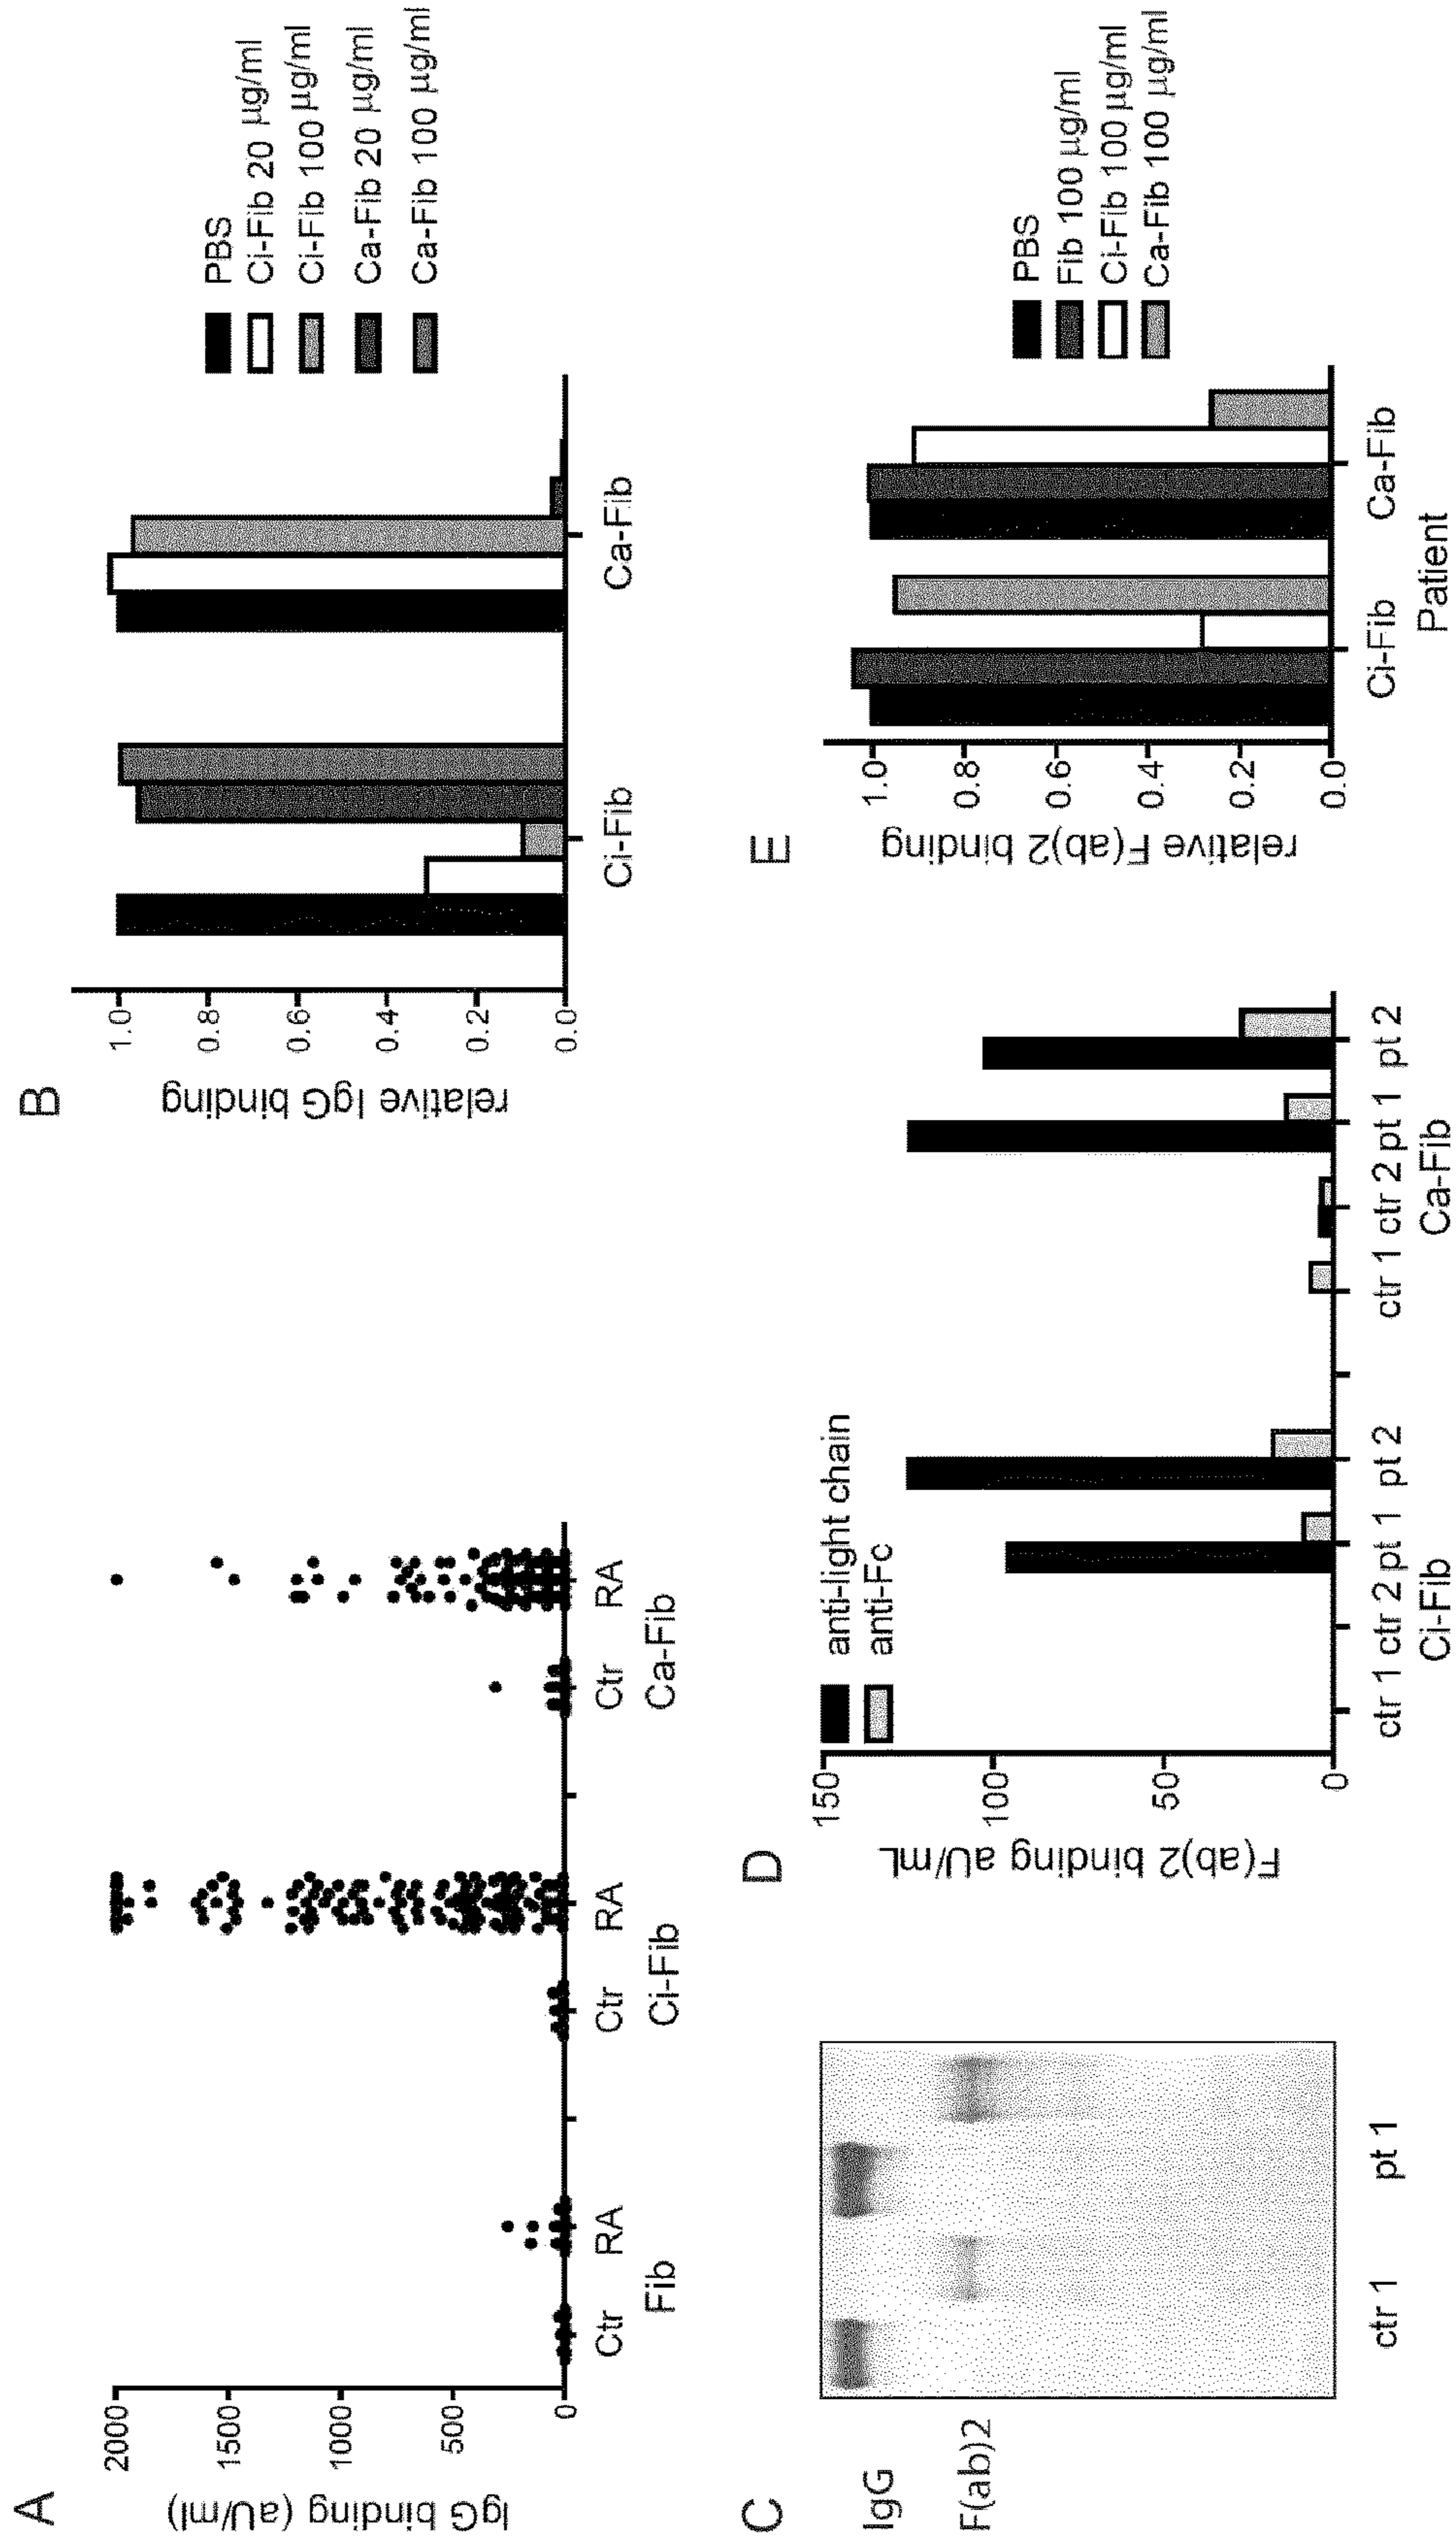 A
IgG binding (aU/ml)
2000
1500
1000
500
0
Ctr RA Ctr RA Ctr RA
Fib Ci-Fib Ca-Fib
B
relative IgG binding
1.0
0.8
0.6
0.4
0.2
0.0
Ci-Fib Ca-Fib
PBS
Ci-Fib 20 µg/ml
Ci-Fib 100 µg/ml
Ca-Fib 20 µg/ml
Ca-Fib 100 µg/ml
C
IgG
F(ab)2
ctr 1 pt 1
D
F(ab)2 binding aU/mL
150
100
50
0
anti-light chain
anti-Fc
ctr 1 ctr 2 pt 1 pt 2 ctr 1 ctr 2 pt 1 pt 2
Ci-Fib Ca-Fib
E
relative F(ab)2 binding
1.0
0.8
0.6
0.4
0.2
0.0
Ci-Fib Ca-Fib
Patient
PBS
Fib 100 µg/ml
Ci-Fib 100 µg/ml
Ca-Fib 100 µg/ml